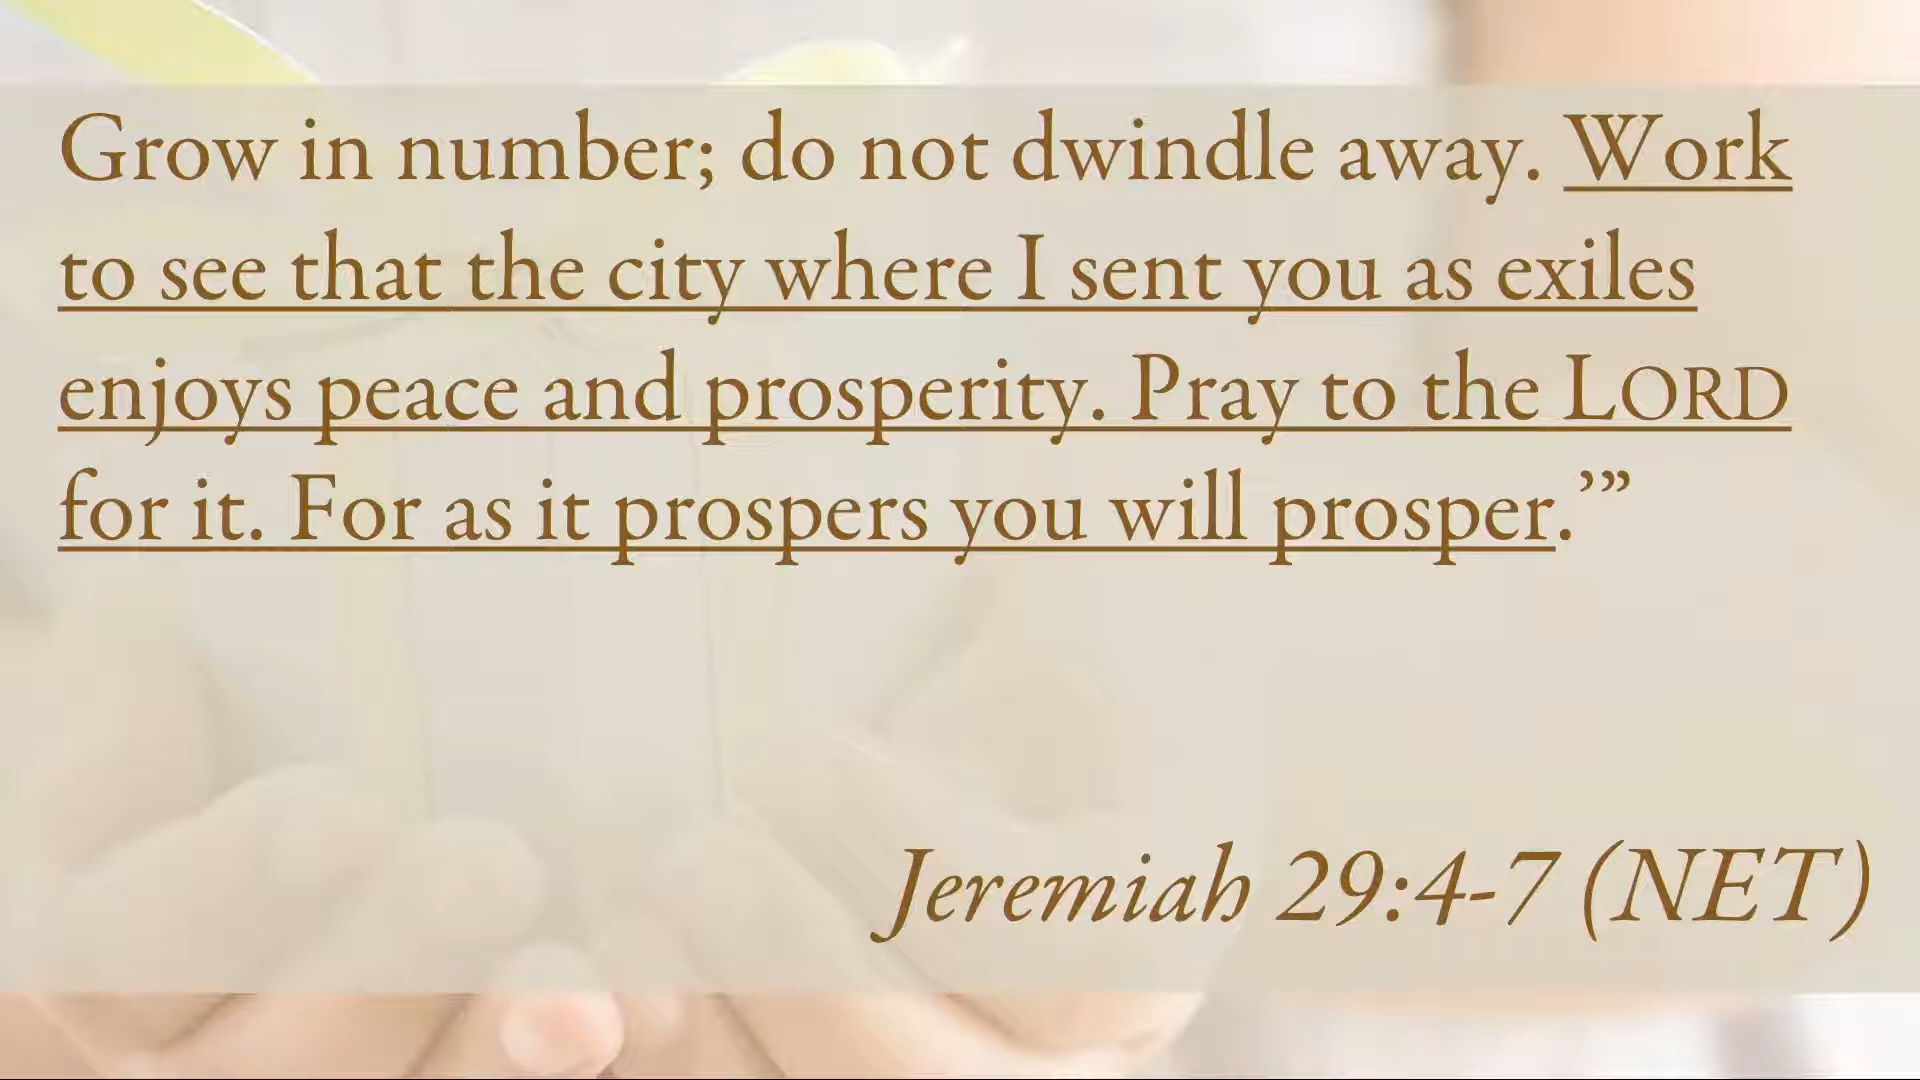 Grow in number; do not dwindle away. Work
to see that the city where I sent you as exiles
enjoys peace and prosperity. Pray to the LORD
for it. For as it prospers you will prosper.’”
Jeremiah 29:4-7 (NET)